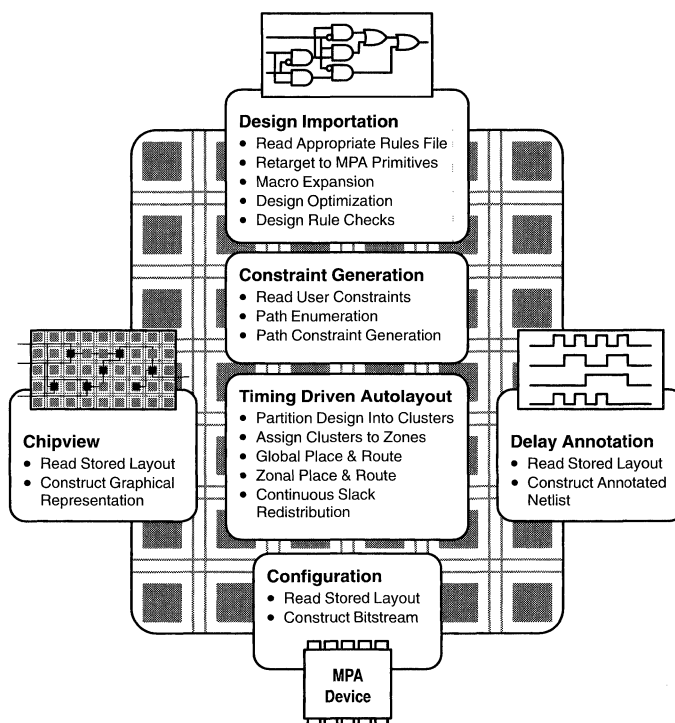 Design Importation
• Read Appropriate Rules File
• Retarget to MPA Primitives
• Macro Expansion
• Design Optimization
• Design Rule Checks
Constraint Generation
• Read User Constraints
• Path Enumeration
• Path Constraint Generation
Timing Driven Autolayout
• Partition Design Into Clusters
• Assign Clusters to Zones
• Global Place & Route
• Zonal Place & Route
• Continuous Slack
Redistribution
Chipview
• Read Stored Layout
• Construct Graphical
Representation
Delay Annotation
• Read Stored Layout
• Construct Annotated
Netlist
Configuration
• Read Stored Layout
• Construct Bitstream
MPA
Device